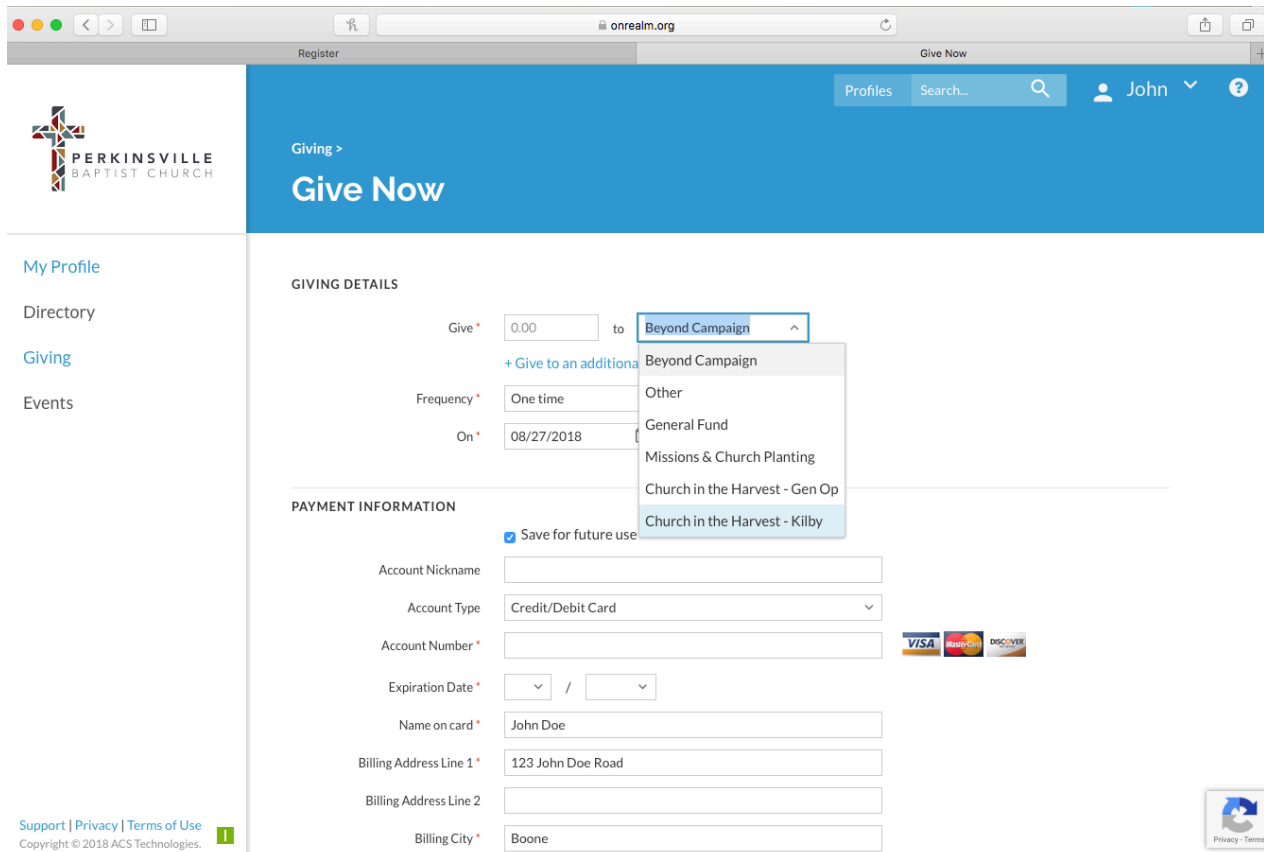 onrealm.org
Register
Give Now
PERKINSVILLE
BAPTIST CHURCH
Profiles
Search...
John
?
Giving >
Give Now
My Profile
Directory
Giving
Events
GIVING DETAILS
Give * 0.00 to Beyond Campaign
+ Give to an additiona
Beyond Campaign
Other
General Fund
Missions & Church Planting
Church in the Harvest - Gen Op
Church in the Harvest - Kilby
Frequency * One time
On * 08/27/2018
PAYMENT INFORMATION
Save for future use
Account Nickname
Account Type Credit/Debit Card
Account Number *
VISA MasterCard DISCOVER
Expiration Date * /
Name on card * John Doe
Billing Address Line 1 * 123 John Doe Road
Billing Address Line 2
Billing City * Boone
Support | Privacy | Terms of Use
Copyright © 2018 ACS Technologies.
Privacy - Terms